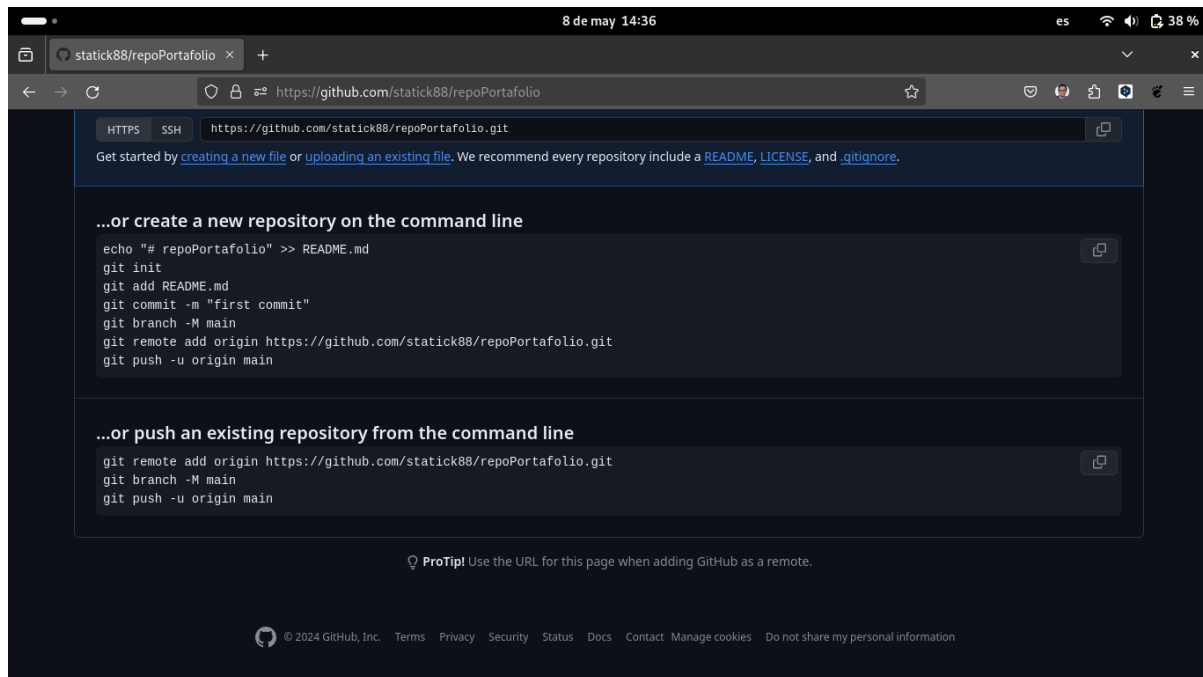 8 de may 14:36
es
38 %
statick88/repoPortafolio
https://github.com/statick88/repoPortafolio
HTTPS SSH https://github.com/statick88/repoPortafolio.git
Get started by creating a new file or uploading an existing file. We recommend every repository include a README, LICENSE, and .gitignore.
...or create a new repository on the command line
echo "# repoPortafolio" >> README.md
git init
git add README.md
git commit -m "first commit"
git branch -M main
git remote add origin https://github.com/statick88/repoPortafolio.git
git push -u origin main
...or push an existing repository from the command line
git remote add origin https://github.com/statick88/repoPortafolio.git
git branch -M main
git push -u origin main
ProTip! Use the URL for this page when adding GitHub as a remote.
© 2024 GitHub, Inc. Terms Privacy Security Status Docs Contact Manage cookies Do not share my personal information